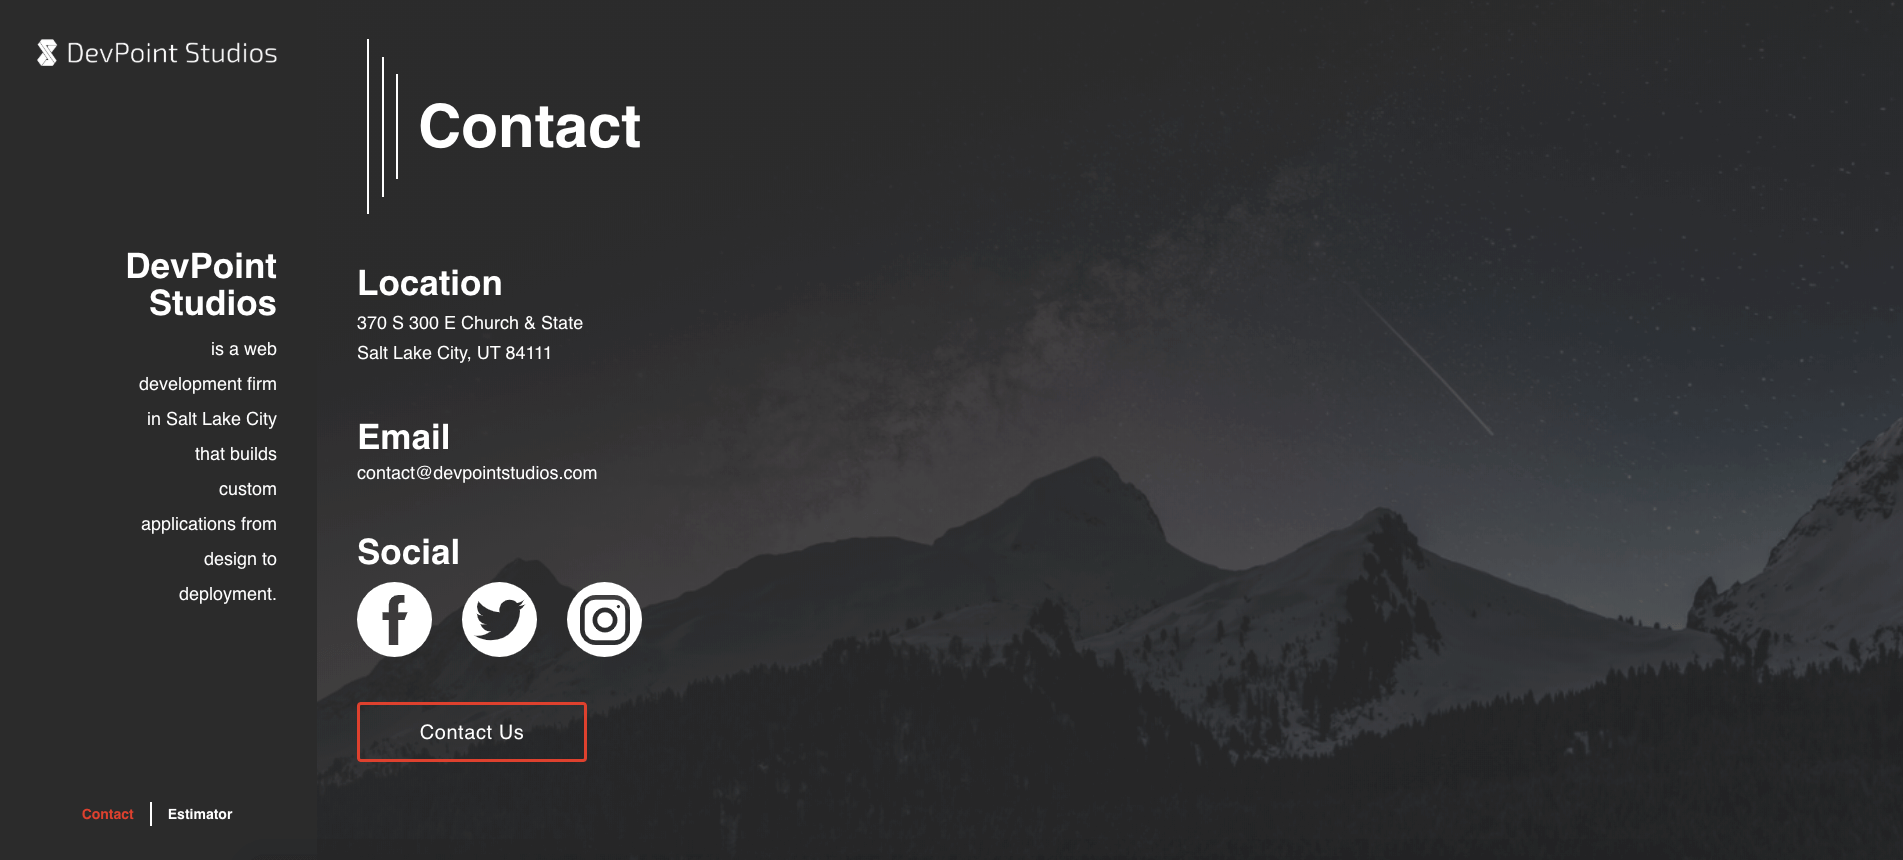 DevPoint Studios
Contact
DevPoint
Studios
is a web
development firm
in Salt Lake City
that builds
custom
applications from
design to
deployment.
Location
370 S 300 E Church & State
Salt Lake City, UT 84111
Email
contact@devpointstudios.com
Social
Contact Us
Contact
Estimator